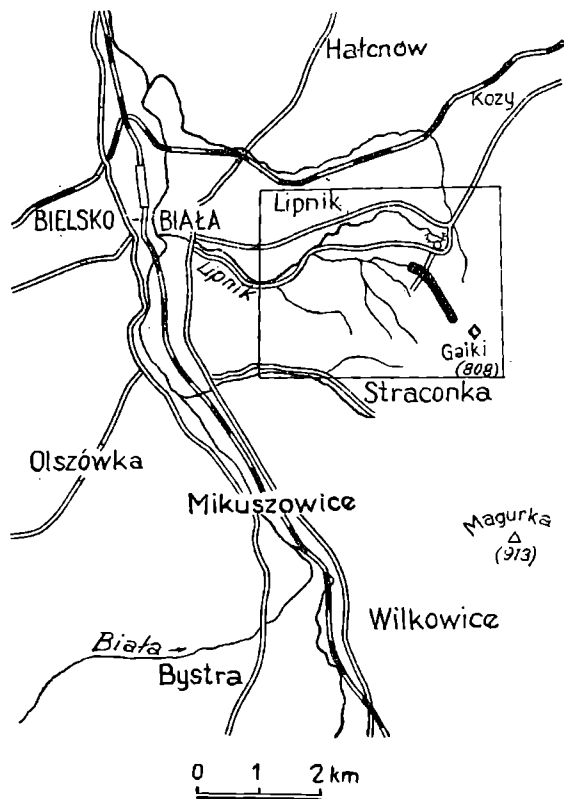 Hałcnów
Kozy
Lipnik
BIELSKO - BIAŁA
Lipnik
Gaiki
(808)
Straconka
Olszówka
Mikuszowice
Magurka
(913)
Wilkowice
Biała
Bystra
0 1 2 km